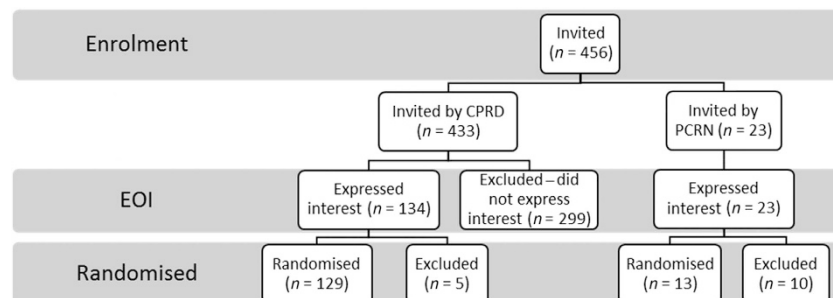 Enrolment
Invited
(n = 456)
Invited by CPRD
(n = 433)
Invited by
PCRN (n = 23)
EOI
Expressed
interest (n = 134)
Excluded – did
not express
interest (n = 299)
Expressed
interest (n = 23)
Randomised
Randomised
(n = 129)
Excluded
(n = 5)
Randomised
(n = 13)
Excluded
(n = 10)